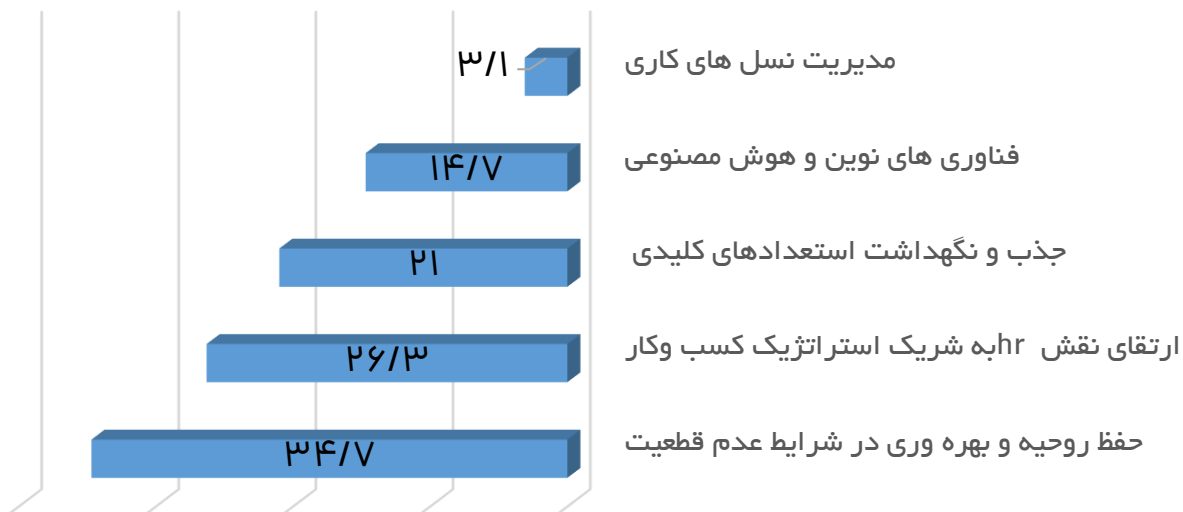 مدیریت نسل های کاری
۳/۱
فناوری های نوین و هوش مصنوعی
۱۴/۷
جذب و نگهداشت استعدادهای کلیدی
۲۱
ارتقای نقش hrبه شریک استراتژیک کسب وکار
۲۶/۳
حفظ روحیه و بهره وری در شرایط عدم قطعیت
۳۴/۷